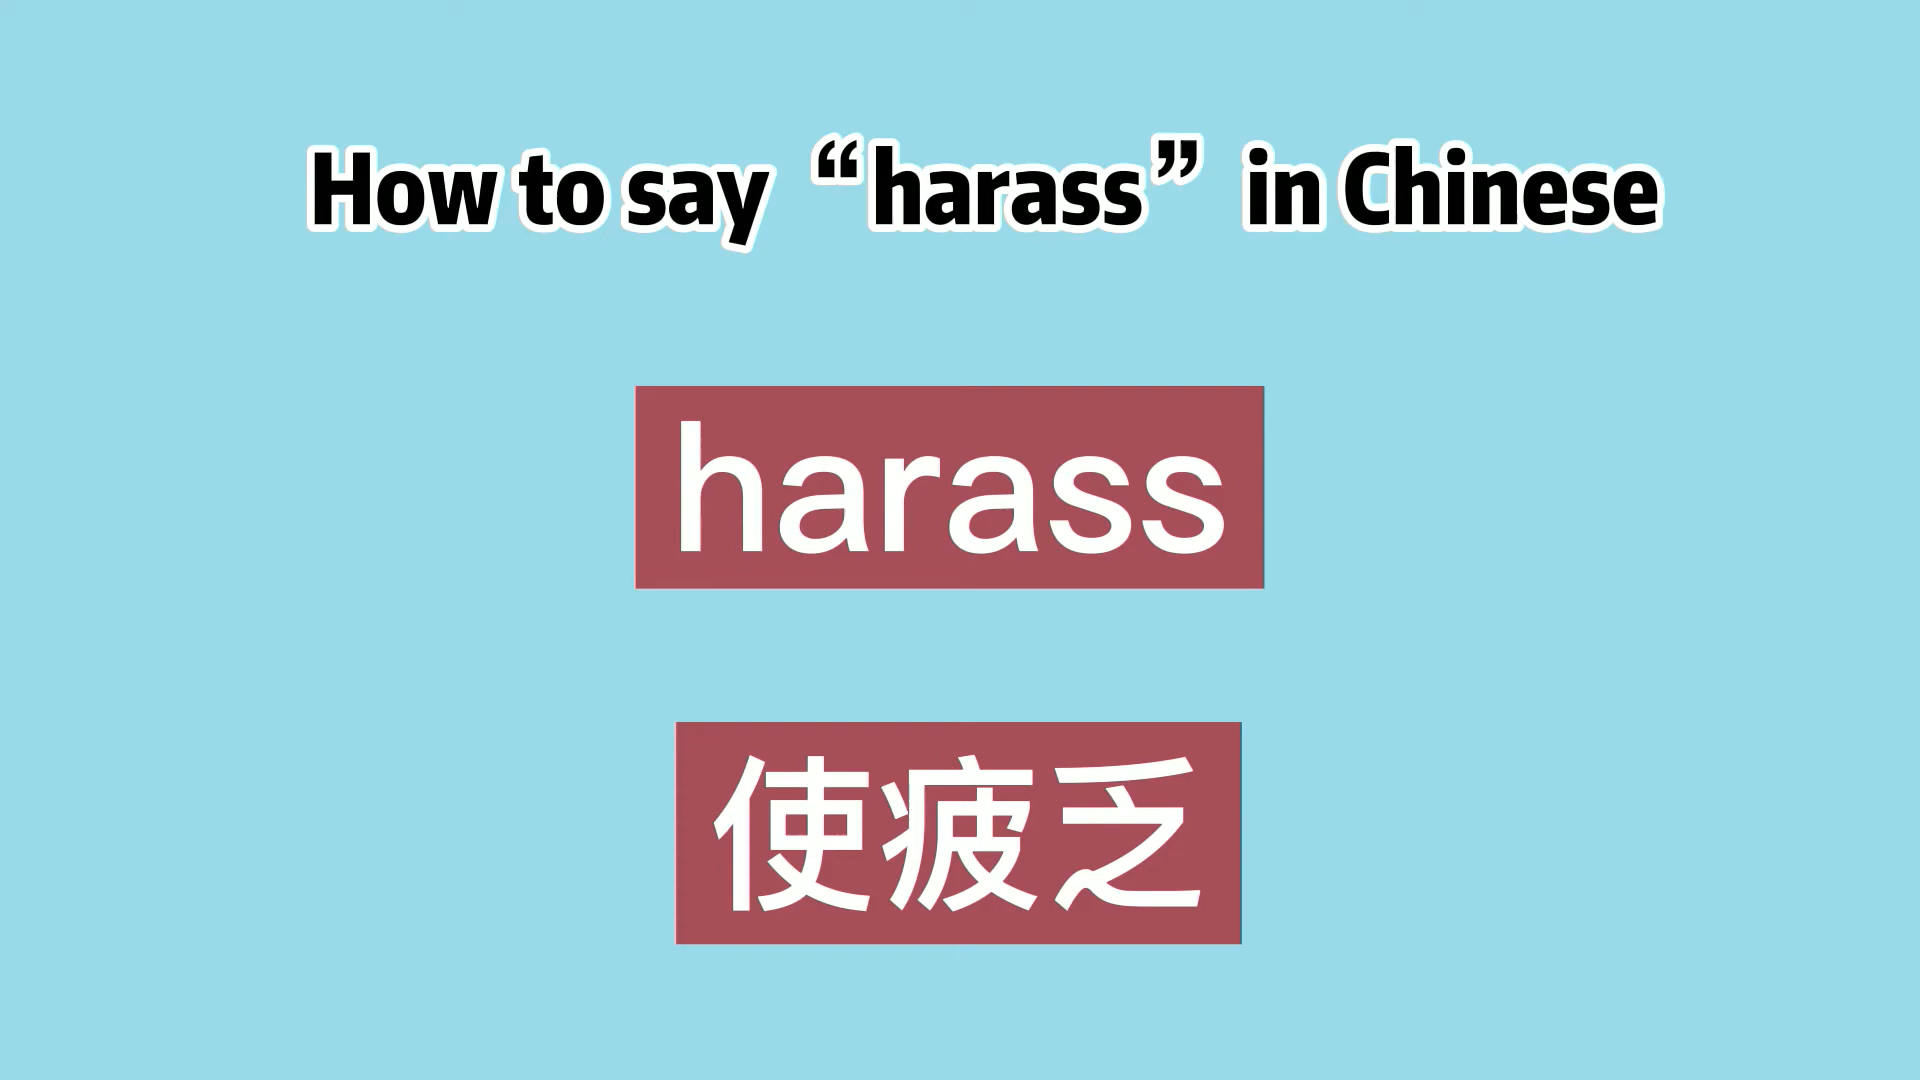 How to say “harass” in Chinese
harass
使疲乏